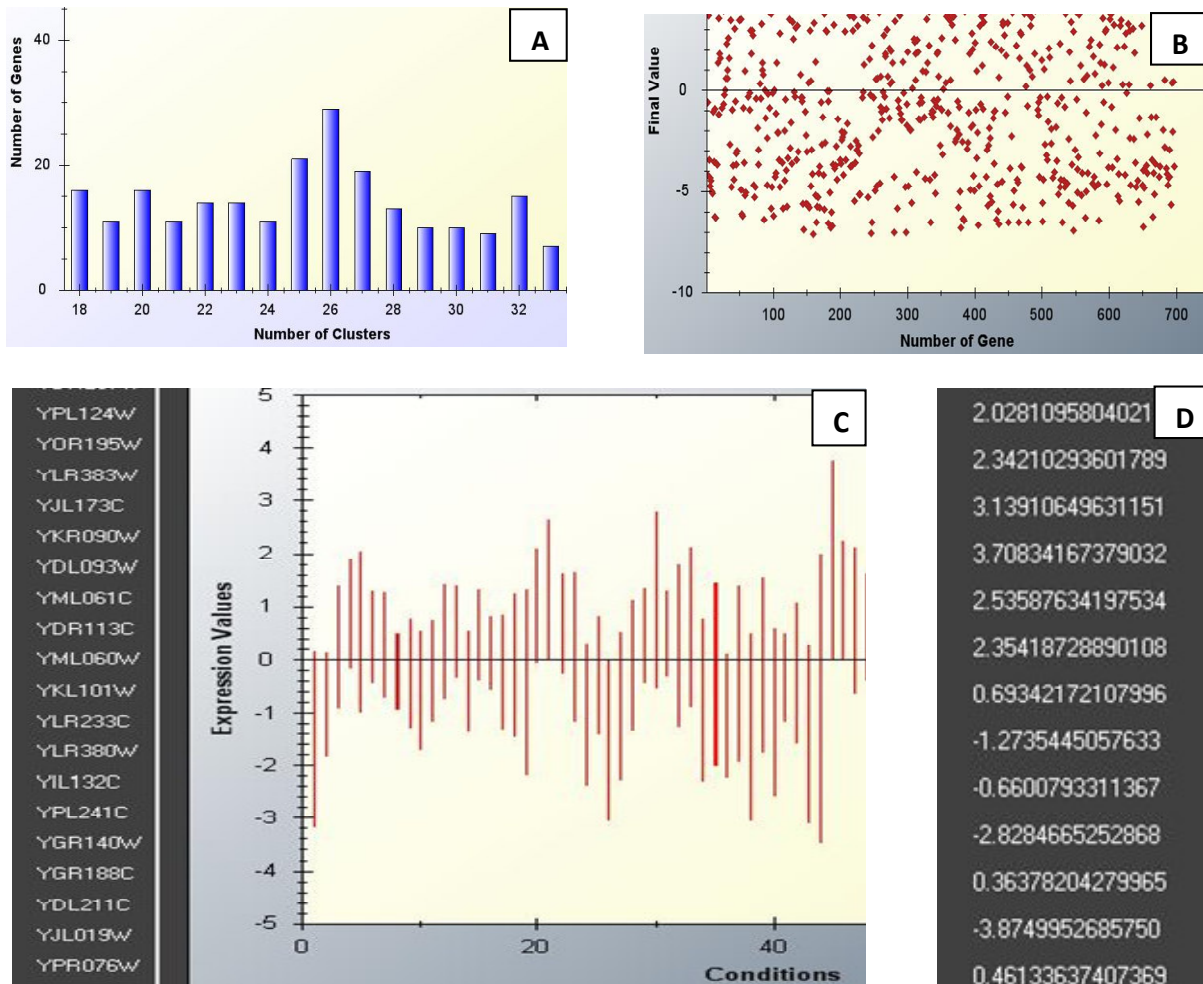 A
Number of Genes
40
20
0
18 20 22 24 26 28 30 32
Number of Clusters
B
Final Value
0
-5
-10
100 200 300 400 500 600 700
Number of Gene
YPL124W
YOR195W
YLR383W
YJL173C
YKR090W
YDL093W
YML061C
YDR113C
YML060W
YKL101W
YLR233C
YLR380W
YIL132C
YPL241C
YGR140W
YGR188C
YDL211C
YJL019W
YPR076W
C
Expression Values
5
4
3
2
1
0
-1
-2
-3
-4
-5
0 20 40
Conditions
D
2.0281095804021
2.34210293601789
3.13910649631151
3.70834167379032
2.53587634197534
2.35418728890108
0.69342172107996
-1.2735445057633
-0.6600793311367
-2.8284665252868
0.36378204279965
-3.8749952685750
0.46133637407369